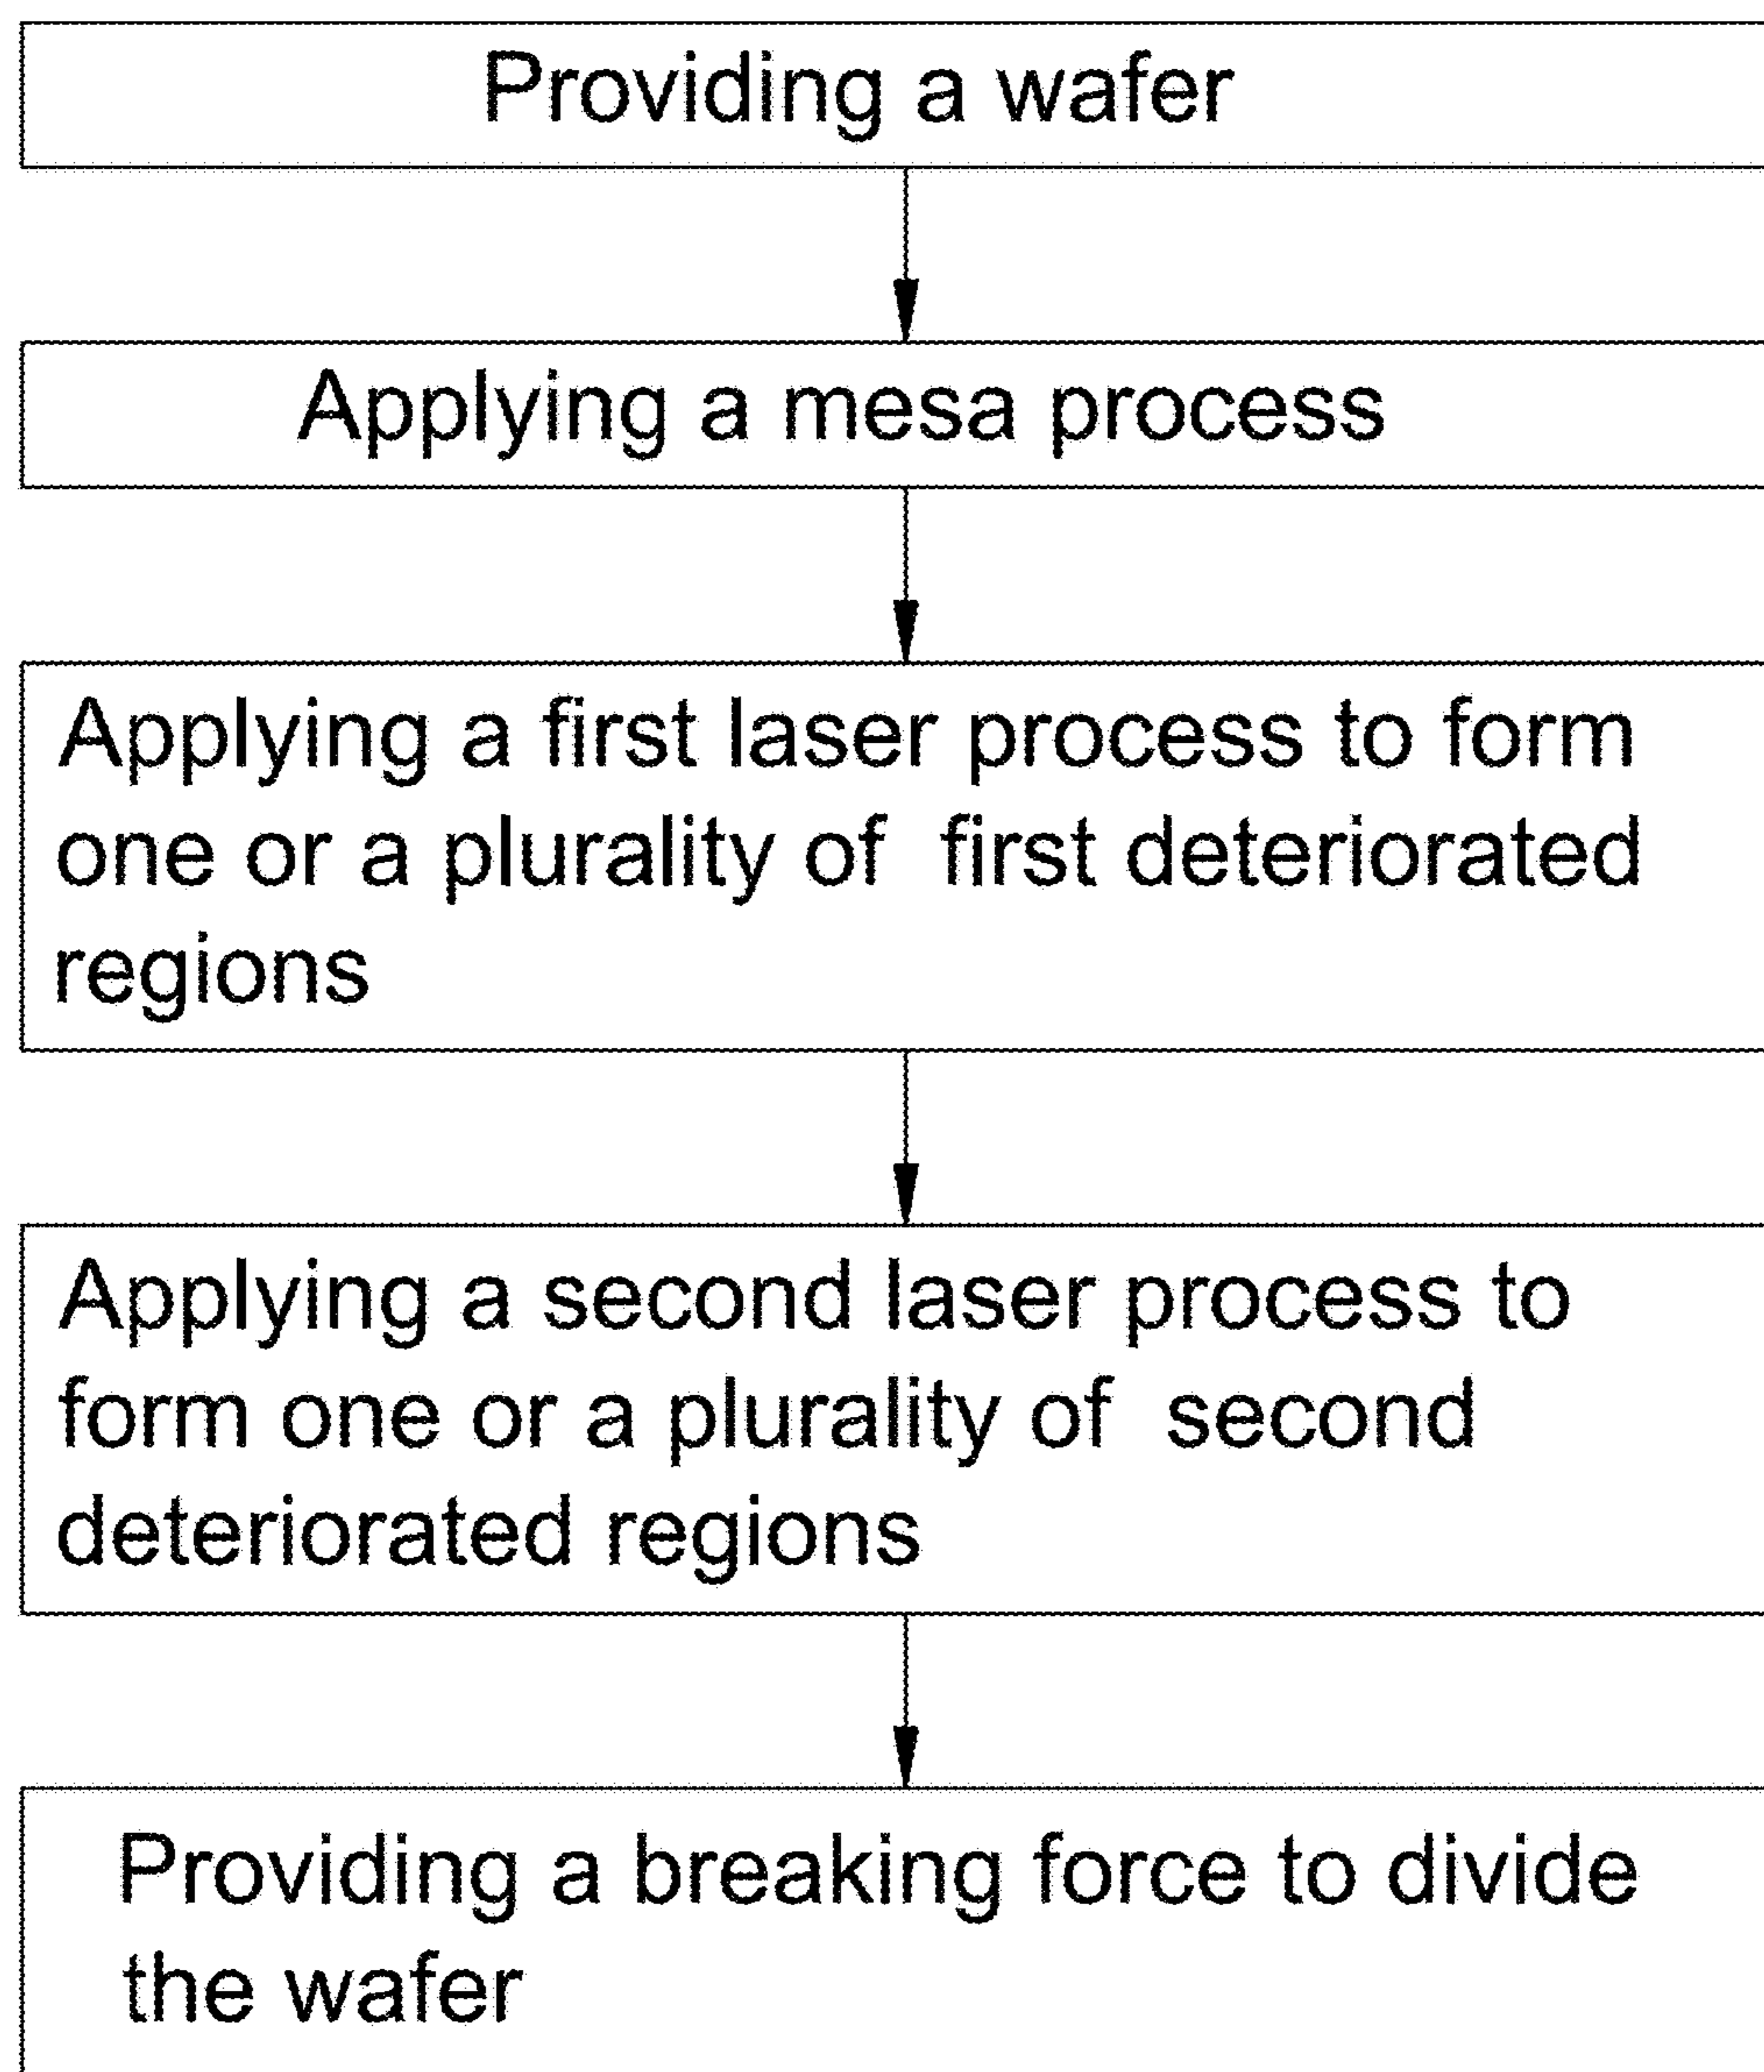 Providing a wafer
Applying a mesa process
Applying a first laser process to form
one or a plurality of first deteriorated
regions
Applying a second laser process to
form one or a plurality of second
deteriorated regions
Providing a breaking force to divide
the wafer